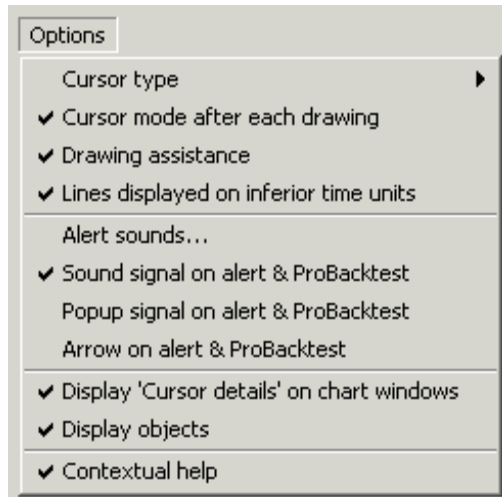 Options
Cursor type
Cursor mode after each drawing
Drawing assistance
Lines displayed on inferior time units
Alert sounds...
Sound signal on alert & ProBacktest
Popup signal on alert & ProBacktest
Arrow on alert & ProBacktest
Display 'Cursor details' on chart windows
Display objects
Contextual help